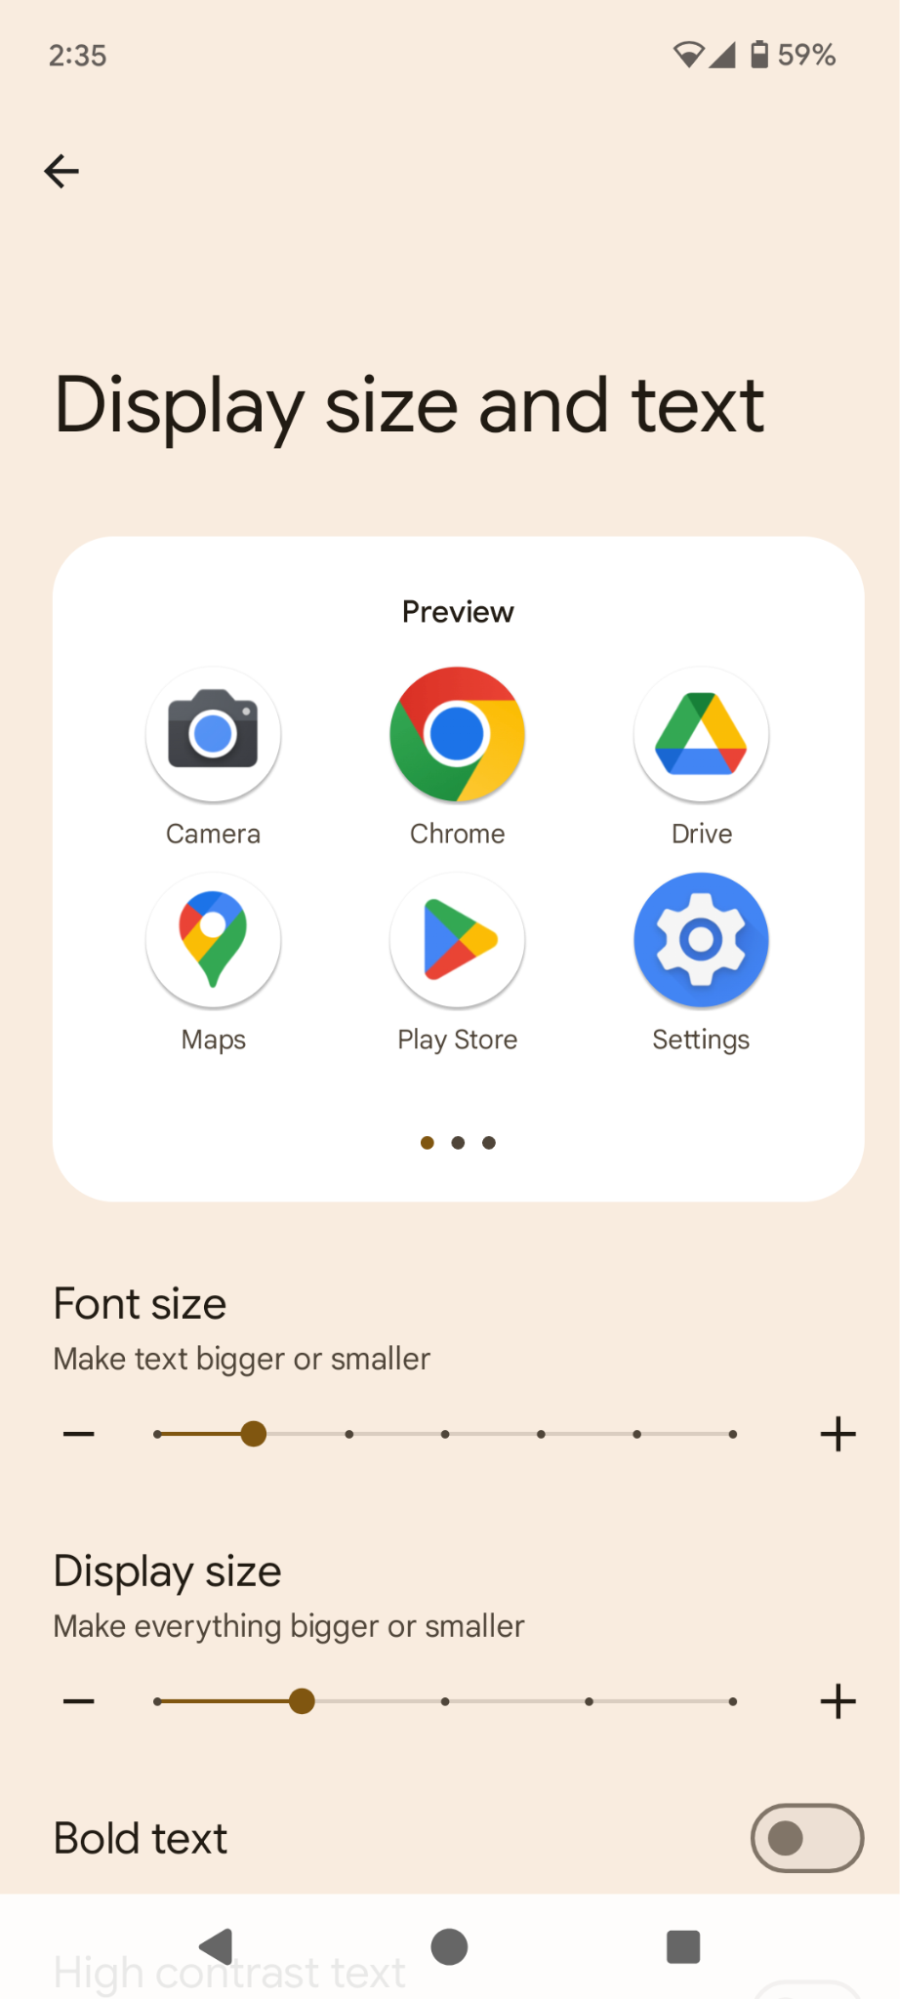 2:35 59%
Display size and text
Preview
Camera Chrome Drive
Maps Play Store Settings
Font size
Make text bigger or smaller
Display size
Make everything bigger or smaller
Bold text
High contrast text